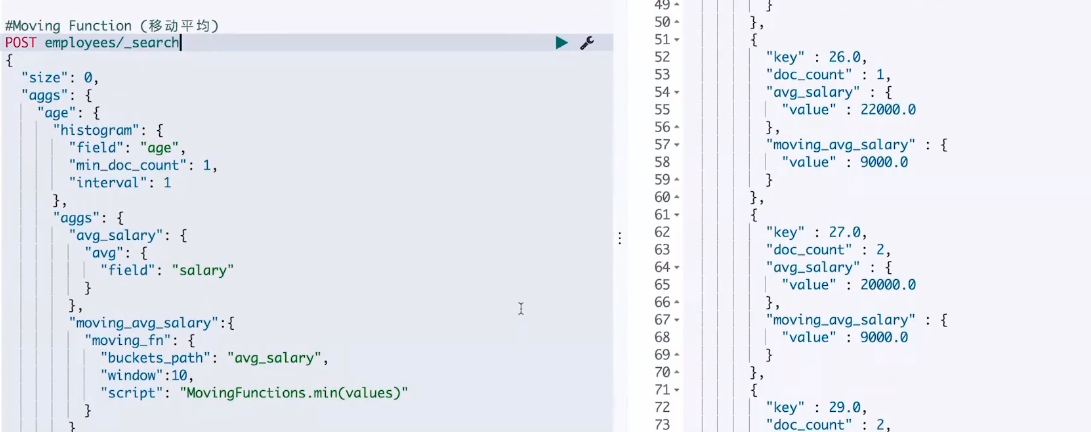 #Moving Function (移动平均)
POST employees/_search
{
"size": 0,
"aggs": {
"age": {
"histogram": {
"field": "age",
"min_doc_count": 1,
"interval": 1
},
"aggs": {
"avg_salary": {
"avg": {
"field": "salary"
}
},
"moving_avg_salary":{
"moving_fn": {
"buckets_path": "avg_salary",
"window":10,
"script": "MovingFunctions.min(values)"
}
}
49 }
50 },
51 {
52 "key" : 26.0,
53 "doc_count" : 1,
54 "avg_salary" : {
55 "value" : 22000.0
56 },
57 "moving_avg_salary" : {
58 "value" : 9000.0
59 }
60 },
61 {
62 "key" : 27.0,
63 "doc_count" : 2,
64 "avg_salary" : {
65 "value" : 20000.0
66 },
67 "moving_avg_salary" : {
68 "value" : 9000.0
69 }
70 },
71 {
72 "key" : 29.0,
73 "doc_count" : 2,